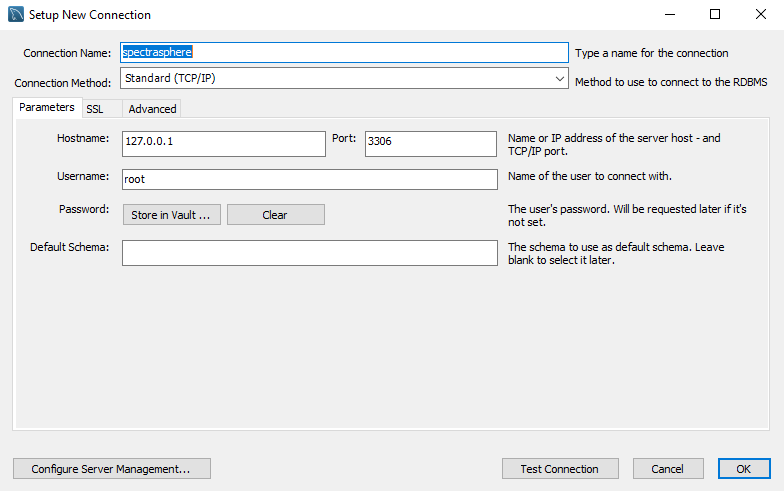 Setup New Connection
Connection Name: spectrasphere Type a name for the connection
Connection Method: Standard (TCP/IP) Method to use to connect to the RDBMS
Parameters SSL Advanced
Hostname: 127.0.0.1 Port: 3306 Name or IP address of the server host - and
TCP/IP port.
Username: root Name of the user to connect with.
Password: Store in Vault ... Clear The user's password. Will be requested later if it's
not set.
Default Schema: The schema to use as default schema. Leave
blank to select it later.
Configure Server Management... Test Connection Cancel OK